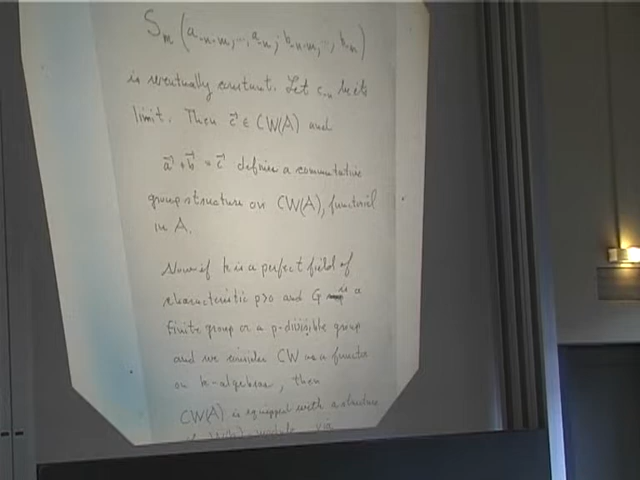 S_m (a_{-n-m}, ..., a_{-n}; b_{-n-m}, ..., b_{-n})
is eventually constant. Let c_{-n} be its
limit. Then c⃗ ∈ CW(A) and
a⃗ + b⃗ = c⃗ defines a commutative
group structure on CW(A), functorial
in A.
Now if k is a perfect field of
characteristic p>0 and G is a
finite group or a p-divisible group
and we consider CW as a functor
on k-algebras, then
CW(A) is equipped with a structure